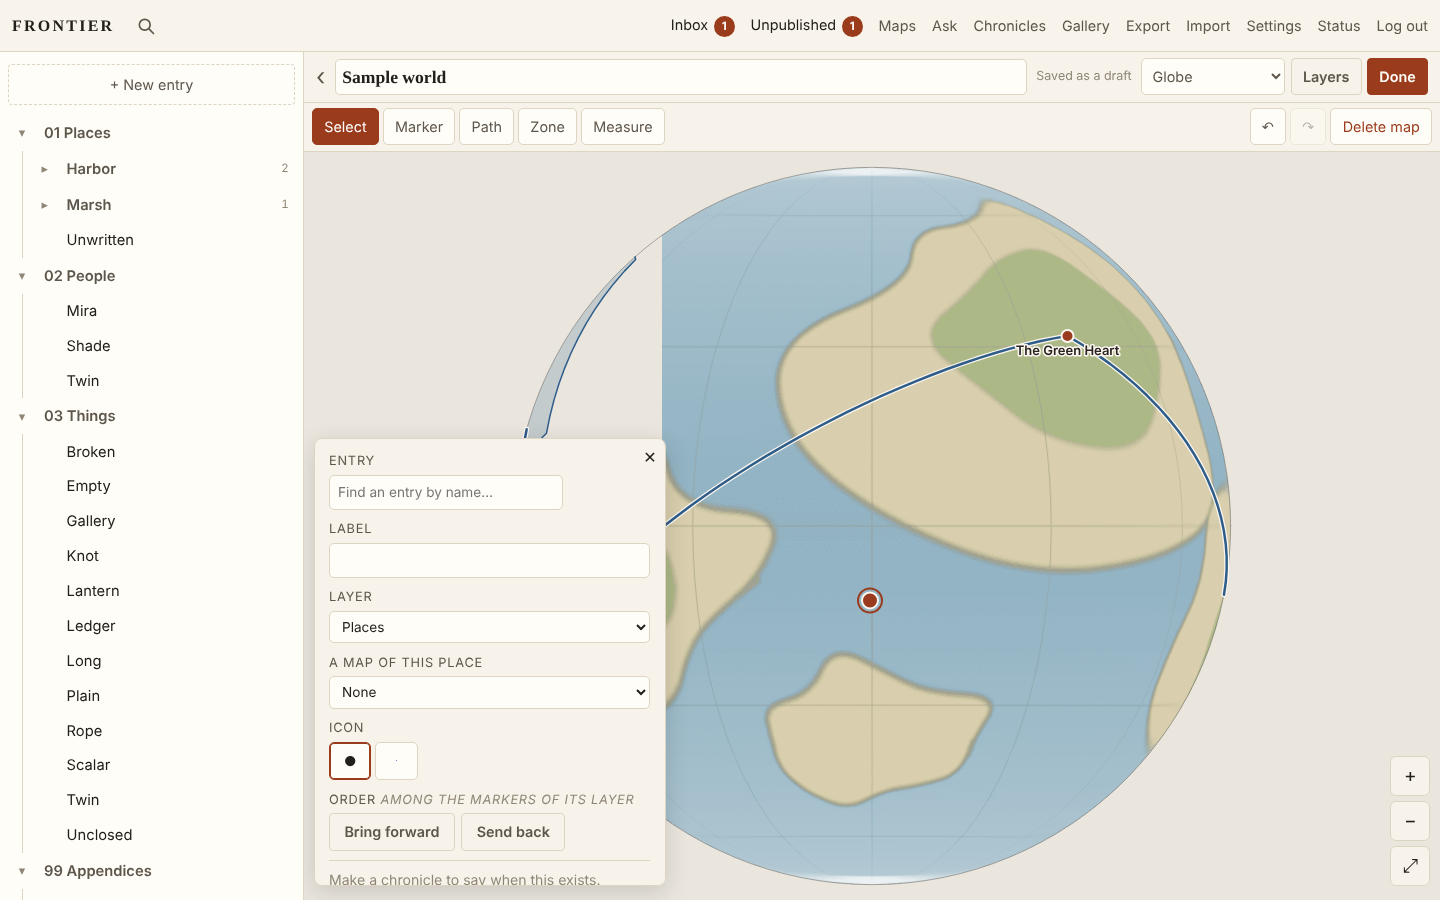 FRONTIER
Inbox 1 Unpublished 1 Maps Ask Chronicles Gallery Export Import Settings Status Log out
+ New entry
01 Places
Harbor 2
Marsh 1
Unwritten
02 People
Mira
Shade
Twin
03 Things
Broken
Empty
Gallery
Knot
Lantern
Ledger
Long
Plain
Rope
Scalar
Twin
Unclosed
99 Appendices
Sample world Saved as a draft Globe Layers Done
Select Marker Path Zone Measure Delete map
The Green Heart
ENTRY
Find an entry by name...
LABEL
LAYER
Places
A MAP OF THIS PLACE
None
ICON
ORDER AMONG THE MARKERS OF ITS LAYER
Bring forward Send back
Make a chronicle to say when this exists.